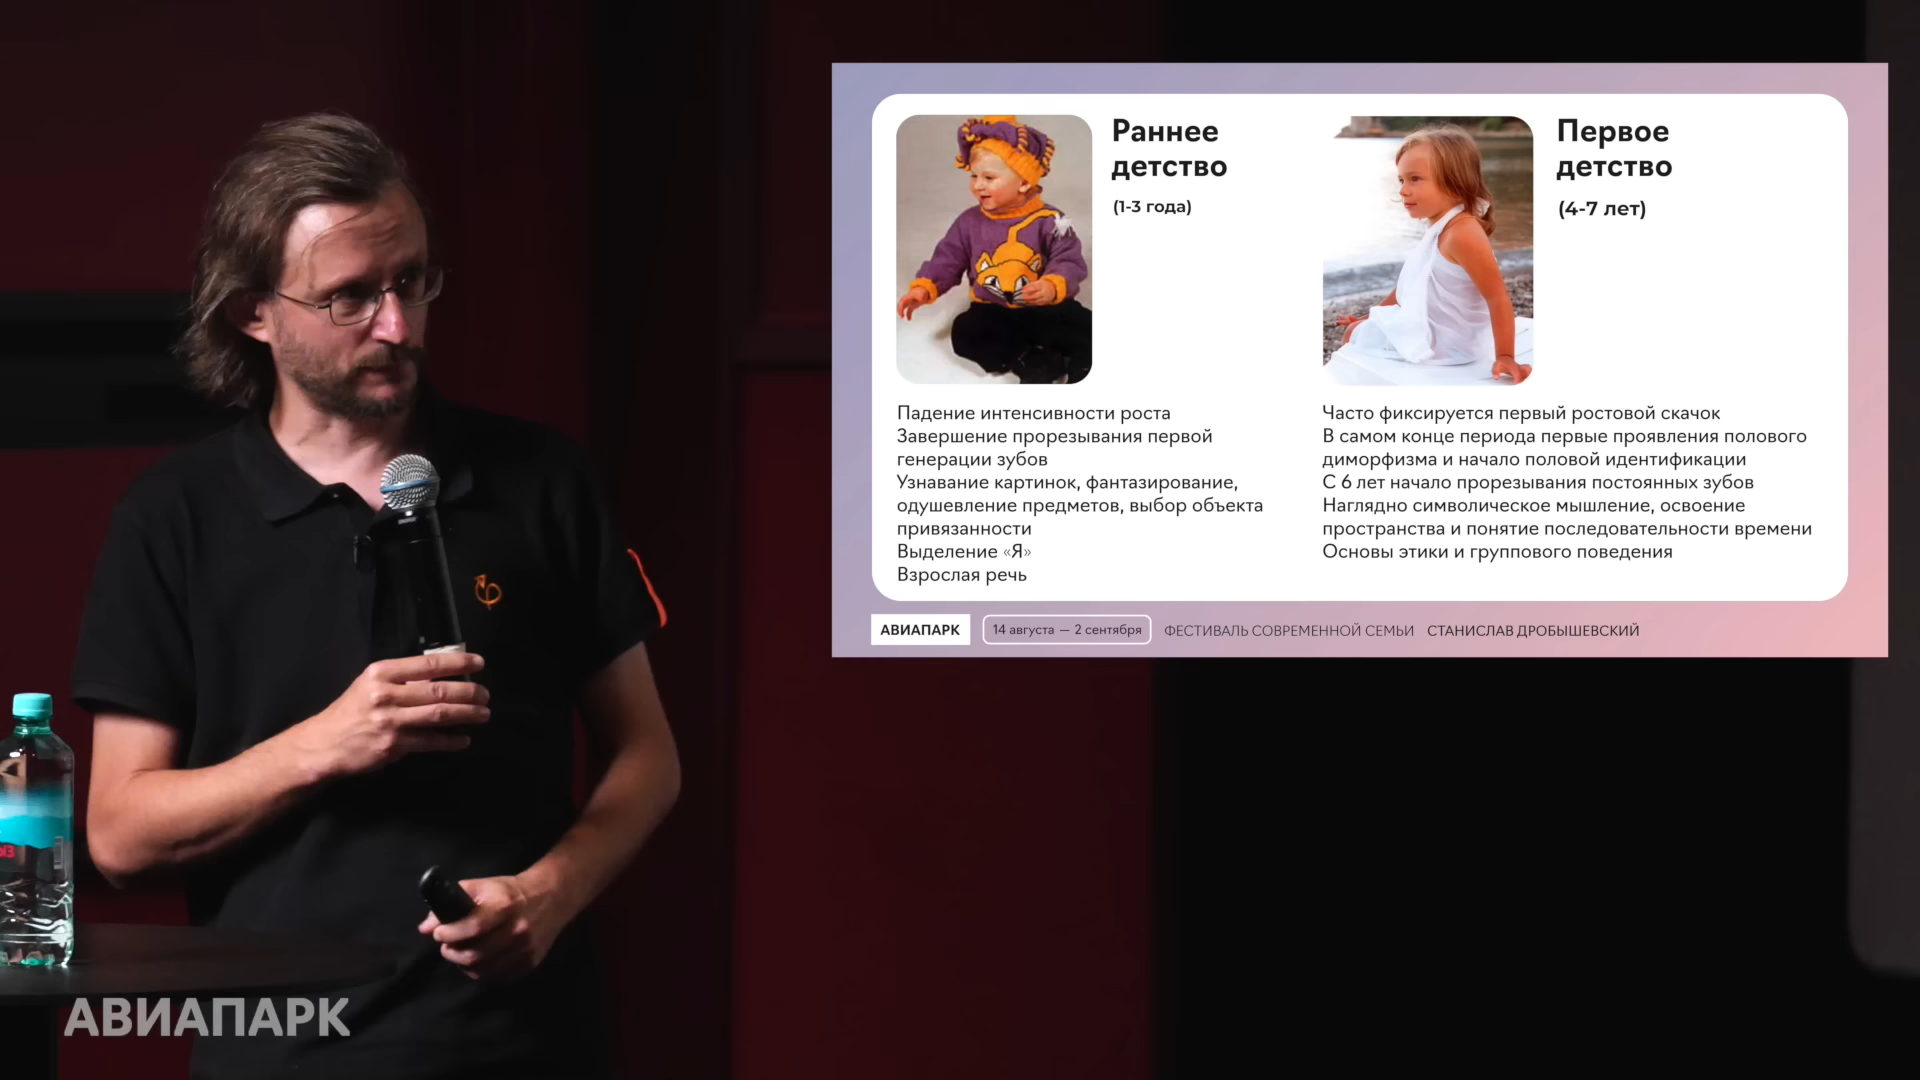 Раннее
детство
(1-3 года)
Падение интенсивности роста
Завершение прорезывания первой
генерации зубов
Узнавание картинок, фантазирование,
одушевление предметов, выбор объекта
привязанности
Выделение «Я»
Взрослая речь
Первое
детство
(4-7 лет)
Часто фиксируется первый ростовой скачок
В самом конце периода первые проявления полового
диморфизма и начало половой идентификации
С 6 лет начало прорезывания постоянных зубов
Наглядно символическое мышление, освоение
пространства и понятие последовательности времени
Основы этики и группового поведения
АВИАПАРК
14 августа — 2 сентября
ФЕСТИВАЛЬ СОВРЕМЕННОЙ СЕМЬИ
СТАНИСЛАВ ДРОБЫШЕВСКИЙ
АВИАПАРК